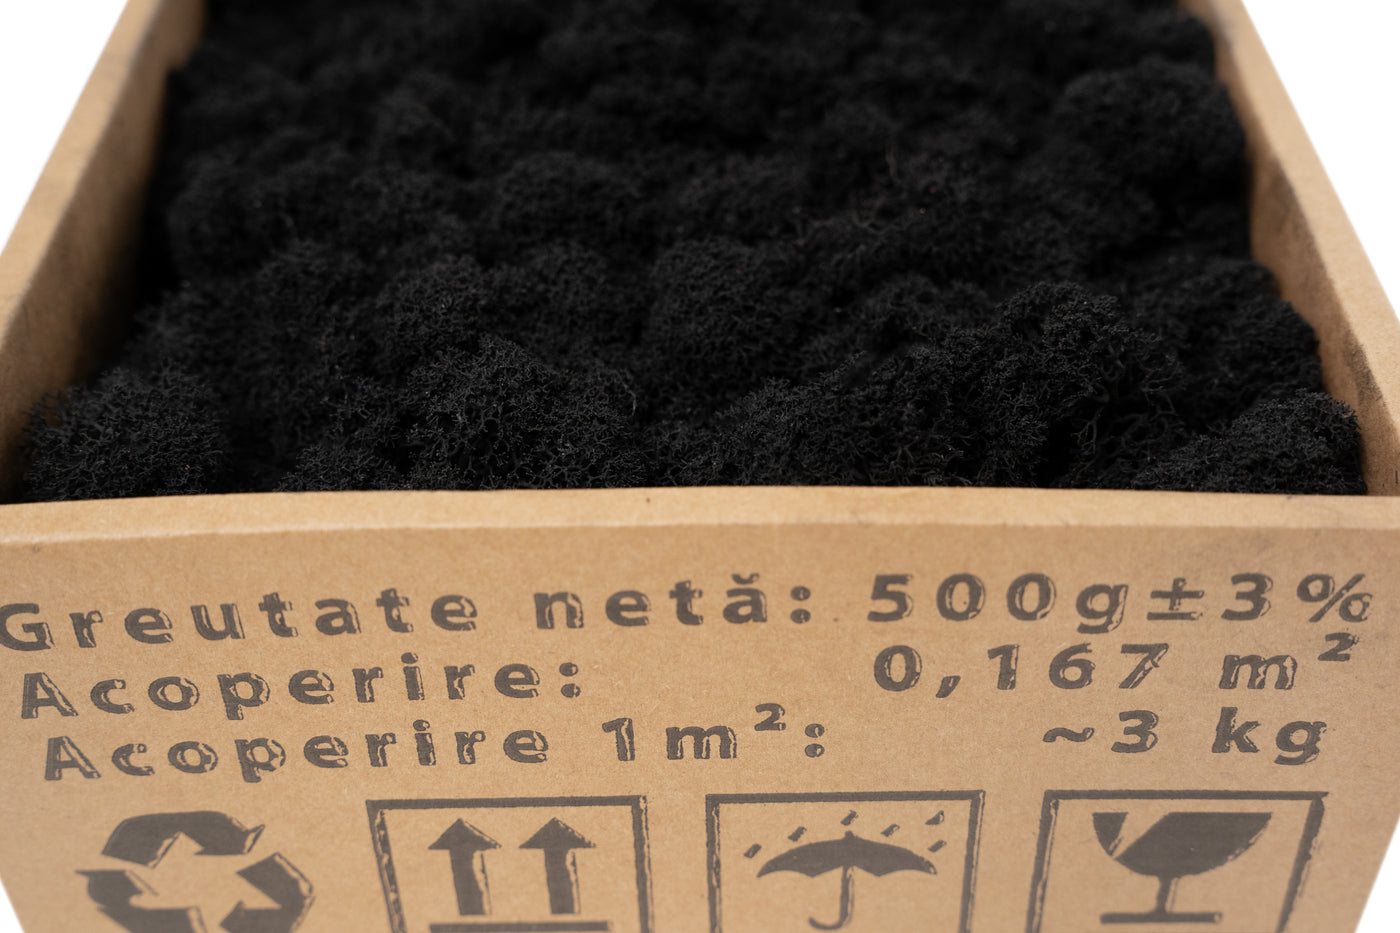 Greutate netă: 500g±3%
Acoperire: 0,167 m²
Acoperire 1m²: ~3 kg